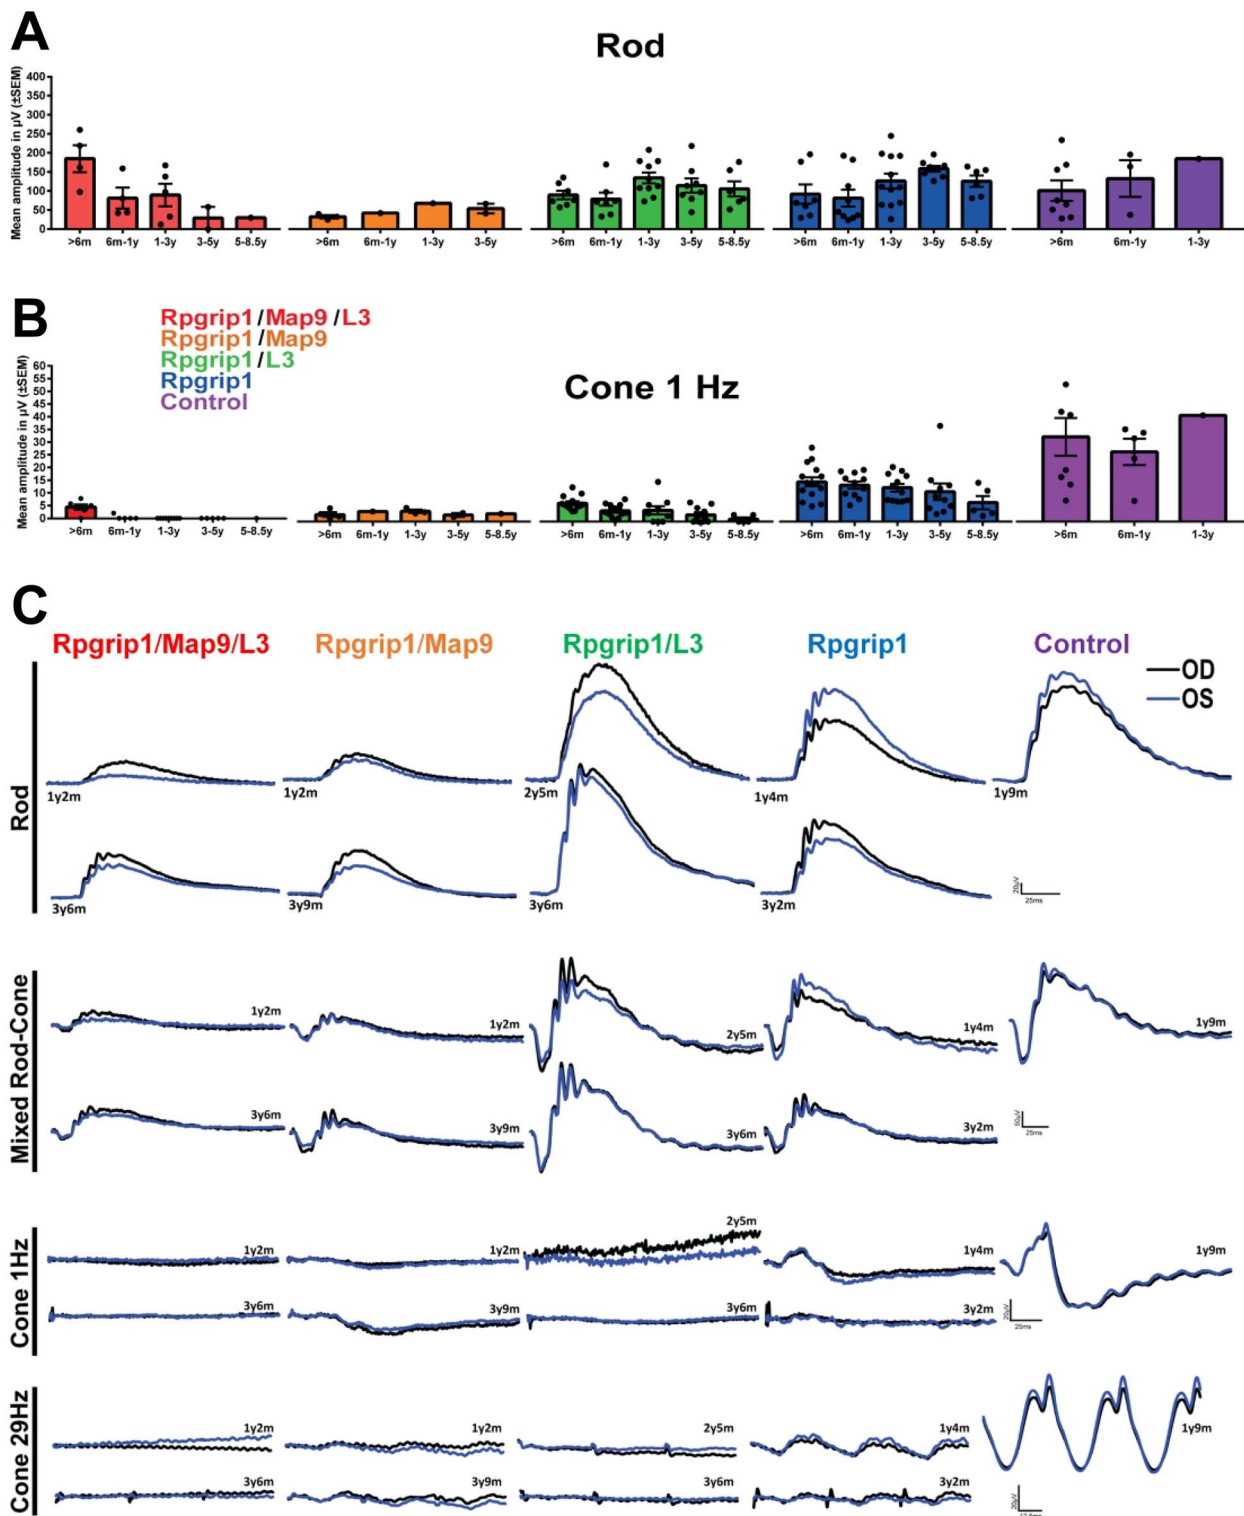 A
Rod
Mean amplitude in µV (±SEM)
400
350
300
250
200
150
100
50
0
>6m 6m-1y 1-3y 3-5y 5-8.5y
>6m 6m-1y 1-3y 3-5y
>6m 6m-1y 1-3y 3-5y 5-8.5y
>6m 6m-1y 1-3y 3-5y 5-8.5y
>6m 6m-1y 1-3y
B
Rpgrip1/Map9/L3
Rpgrip1/Map9
Rpgrip1/L3
Rpgrip1
Control
Cone 1 Hz
Mean amplitude in µV (±SEM)
60
55
50
45
40
35
30
25
20
15
10
5
0
>6m 6m-1y 1-3y 3-5y 5-8.5y
>6m 6m-1y 1-3y 3-5y 5-8.5y
>6m 6m-1y 1-3y 3-5y 5-8.5y
>6m 6m-1y 1-3y 3-5y 5-8.5y
>6m 6m-1y 1-3y
C
Rpgrip1/Map9/L3 Rpgrip1/Map9 Rpgrip1/L3 Rpgrip1 Control
OD
OS
Rod
1y2m 1y2m 2y5m 1y4m 1y9m
3y6m 3y9m 3y6m 3y2m
20µV
25ms
Mixed Rod-Cone
1y2m 1y2m 2y5m 1y4m 1y9m
3y6m 3y9m 3y6m 3y2m
50µV
25ms
Cone 1Hz
1y2m 1y2m 2y5m 1y4m 1y9m
3y6m 3y9m 3y6m 3y2m
20µV
25ms
Cone 29Hz
1y2m 1y2m 2y5m 1y4m 1y9m
3y6m 3y9m 3y6m 3y2m
20µV